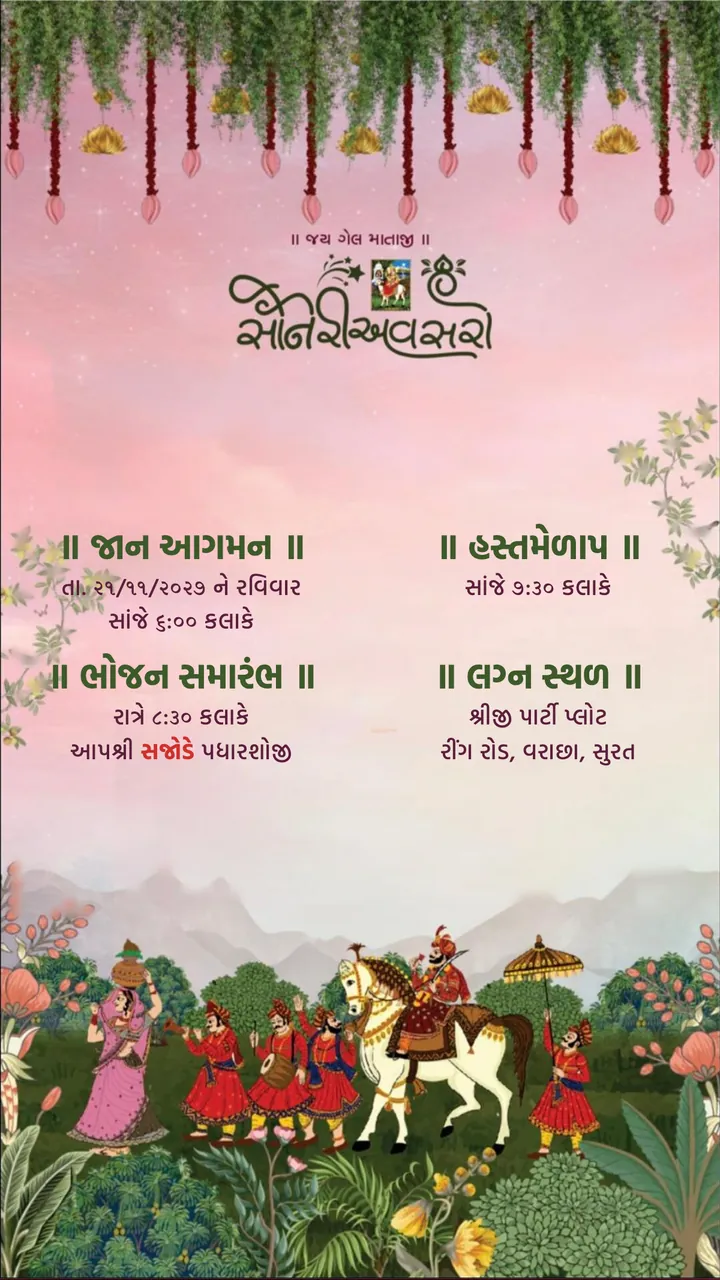 ॥ જય ગેલ માતાજી ॥
સોનેરી અવસરો
॥ જાન આગમન ॥
તા. ૨૧/૧૧/૨૦૨૭ ને રવિવાર
સાંજે ૬:૦૦ કલાકે
॥ હસ્તમેળાપ ॥
સાંજે ૭:૩૦ કલાકે
॥ ભોજન સમારંભ ॥
રાત્રે ૮:૩૦ કલાકે
આપશ્રી સજોડે પધારશોજી
॥ લગ્ન સ્થળ ॥
શ્રીજી પાર્ટી પ્લોટ
રીંગ રોડ, વરાછા, સુરત